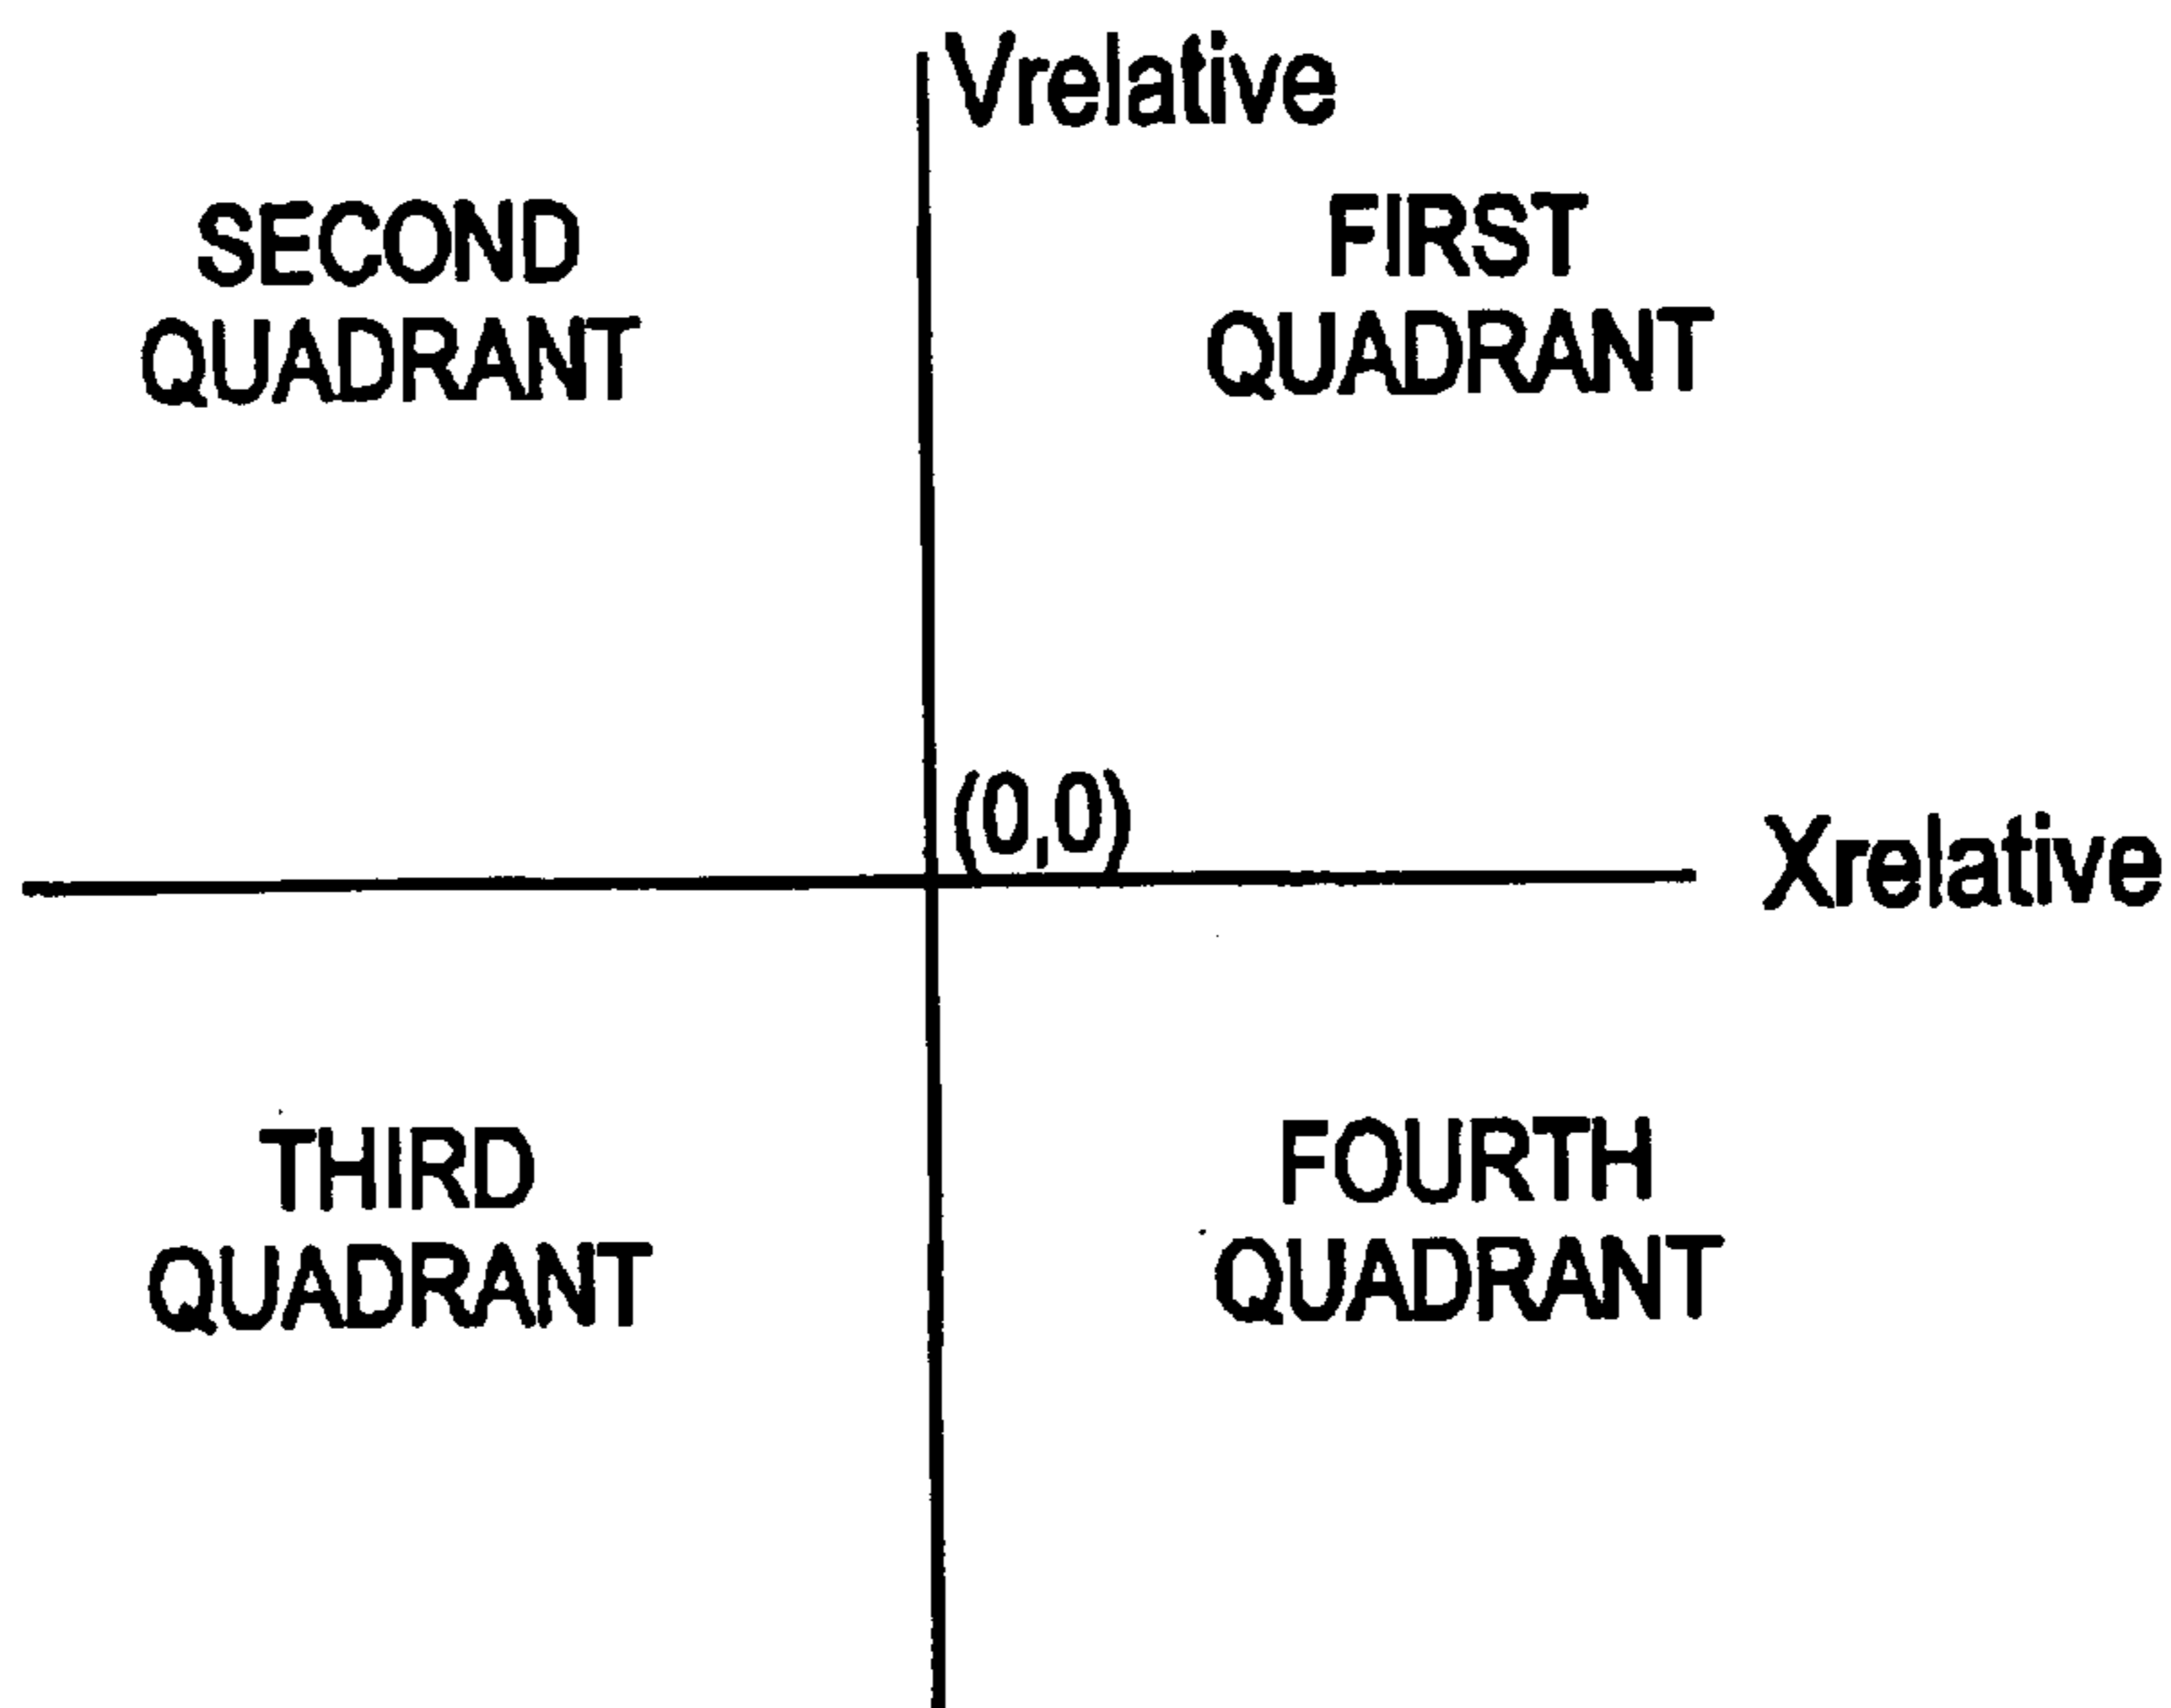 Vrelative
SECOND
QUADRANT
FIRST
QUADRANT
(0,0)
Xrelative
THIRD
QUADRANT
FOURTH
QUADRANT